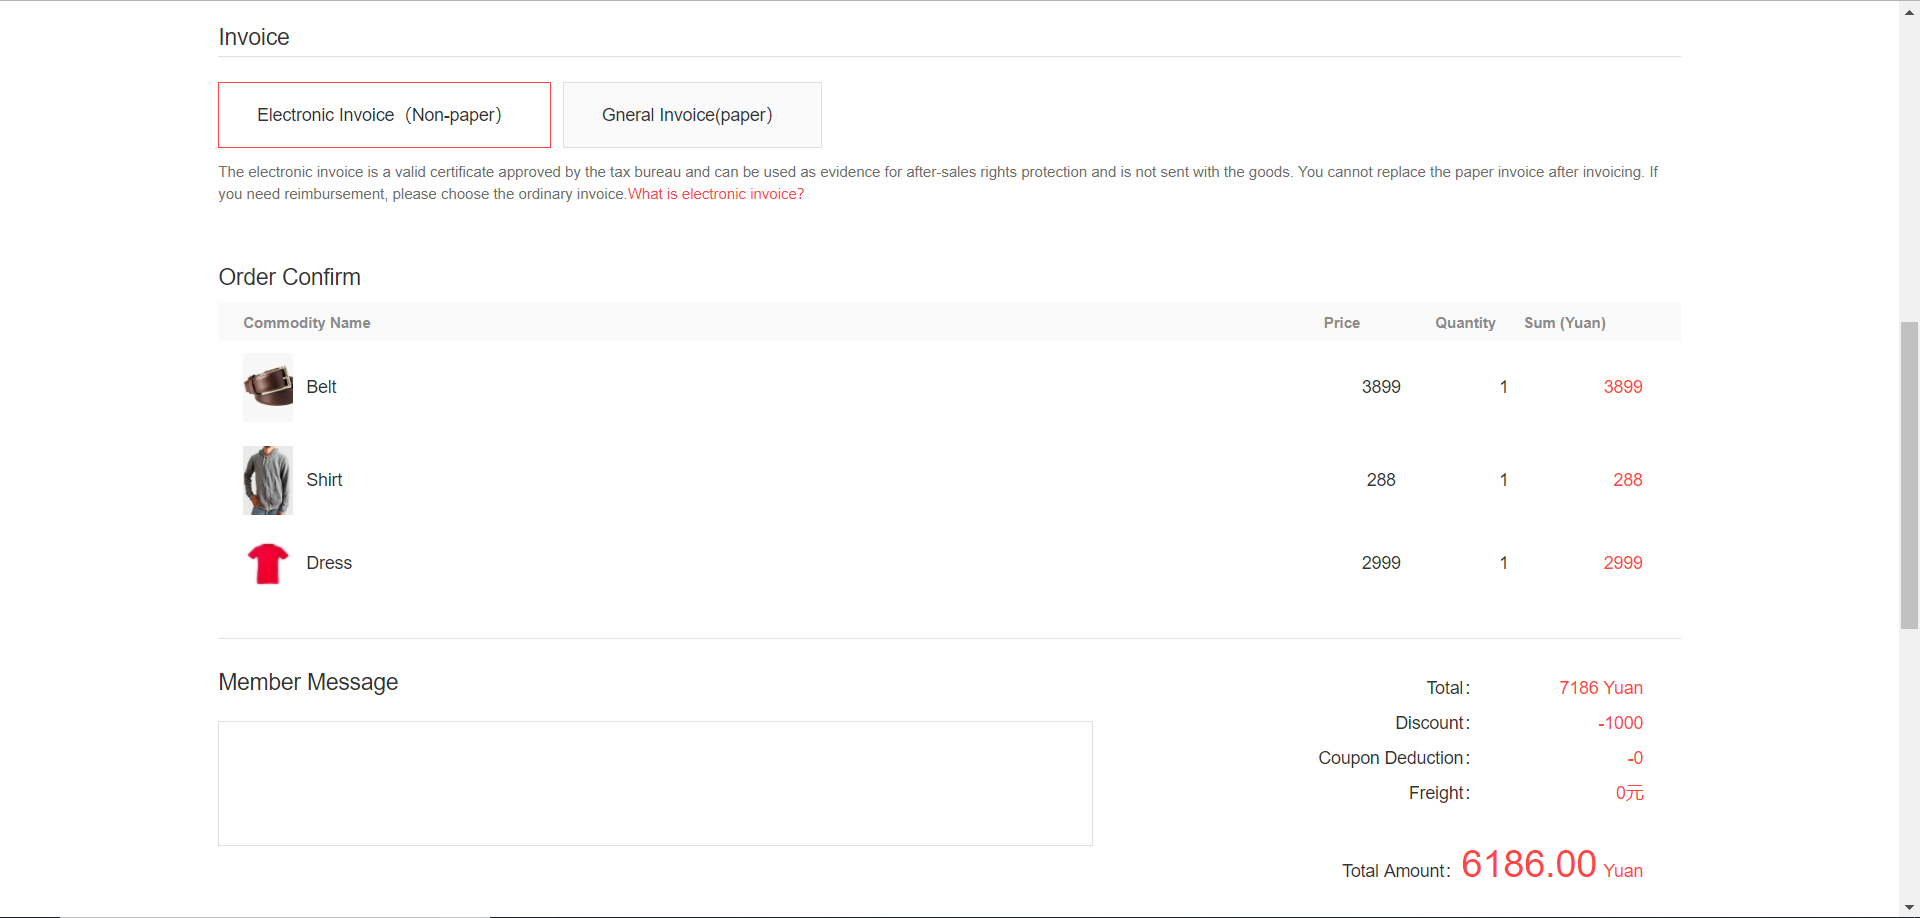 Invoice
Electronic Invoice（Non-paper）
Gneral Invoice(paper）
The electronic invoice is a valid certificate approved by the tax bureau and can be used as evidence for after-sales rights protection and is not sent with the goods. You cannot replace the paper invoice after invoicing. If
you need reimbursement, please choose the ordinary invoice.What is electronic invoice?
Order Confirm
Commodity Name Price Quantity Sum (Yuan)
Belt 3899 1 3899
Shirt 288 1 288
Dress 2999 1 2999
Member Message
Total： 7186 Yuan
Discount： -1000
Coupon Deduction： -0
Freight： 0元
Total Amount： 6186.00 Yuan